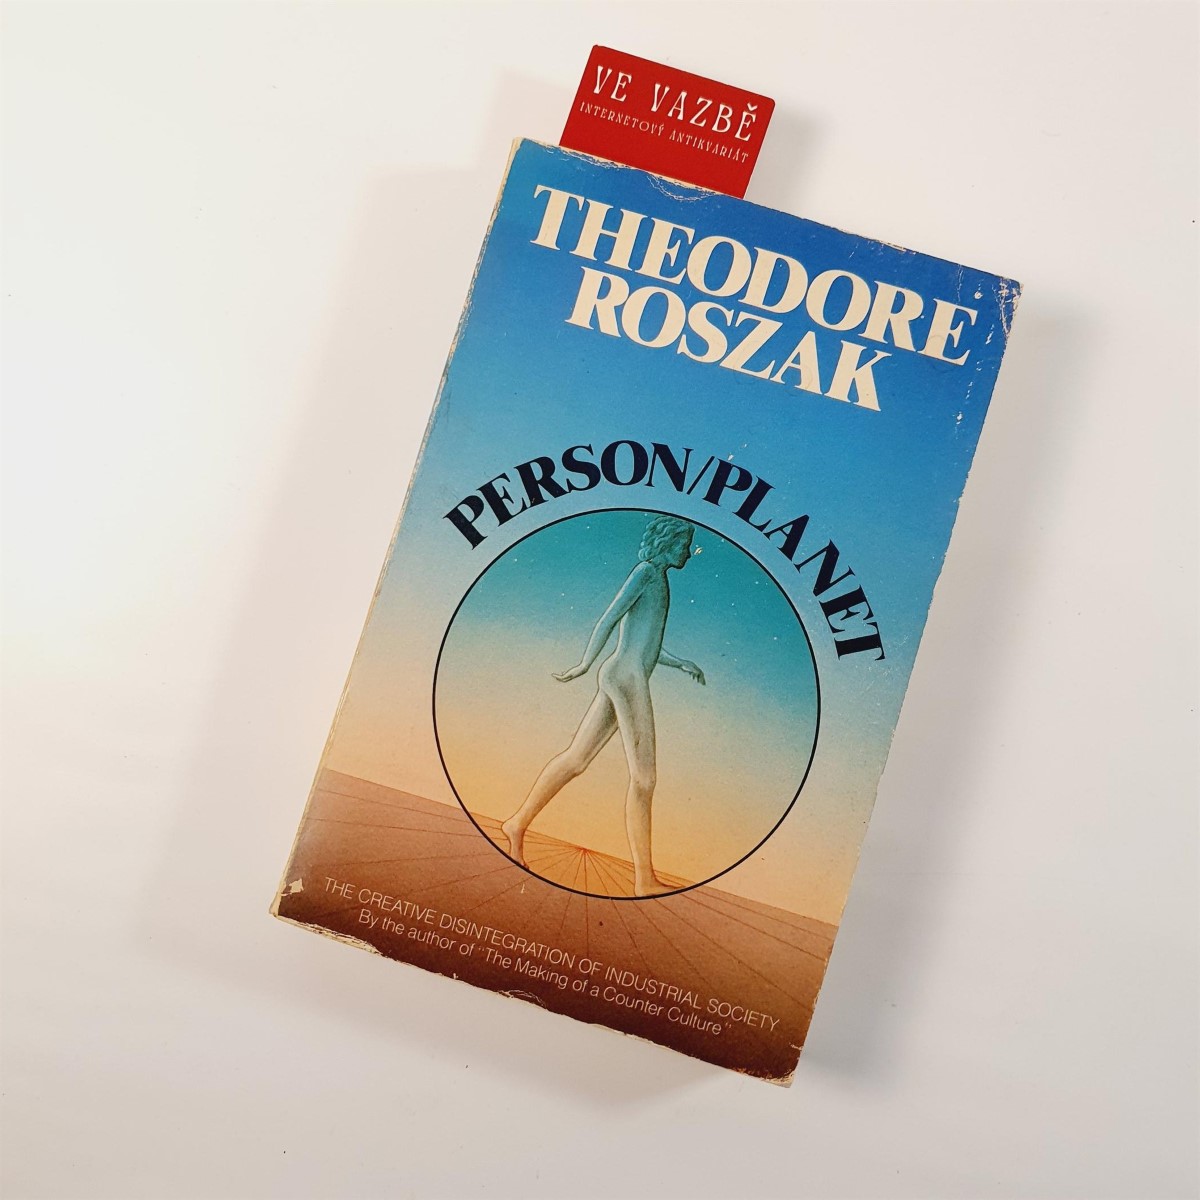 VE VAZBĚ
INTERNETOVÝ ANTIKVARIÁT
THEODORE
ROSZAK
PERSON/PLANET
THE CREATIVE DISINTEGRATION OF INDUSTRIAL SOCIETY
By the author of "The Making of a Counter Culture"